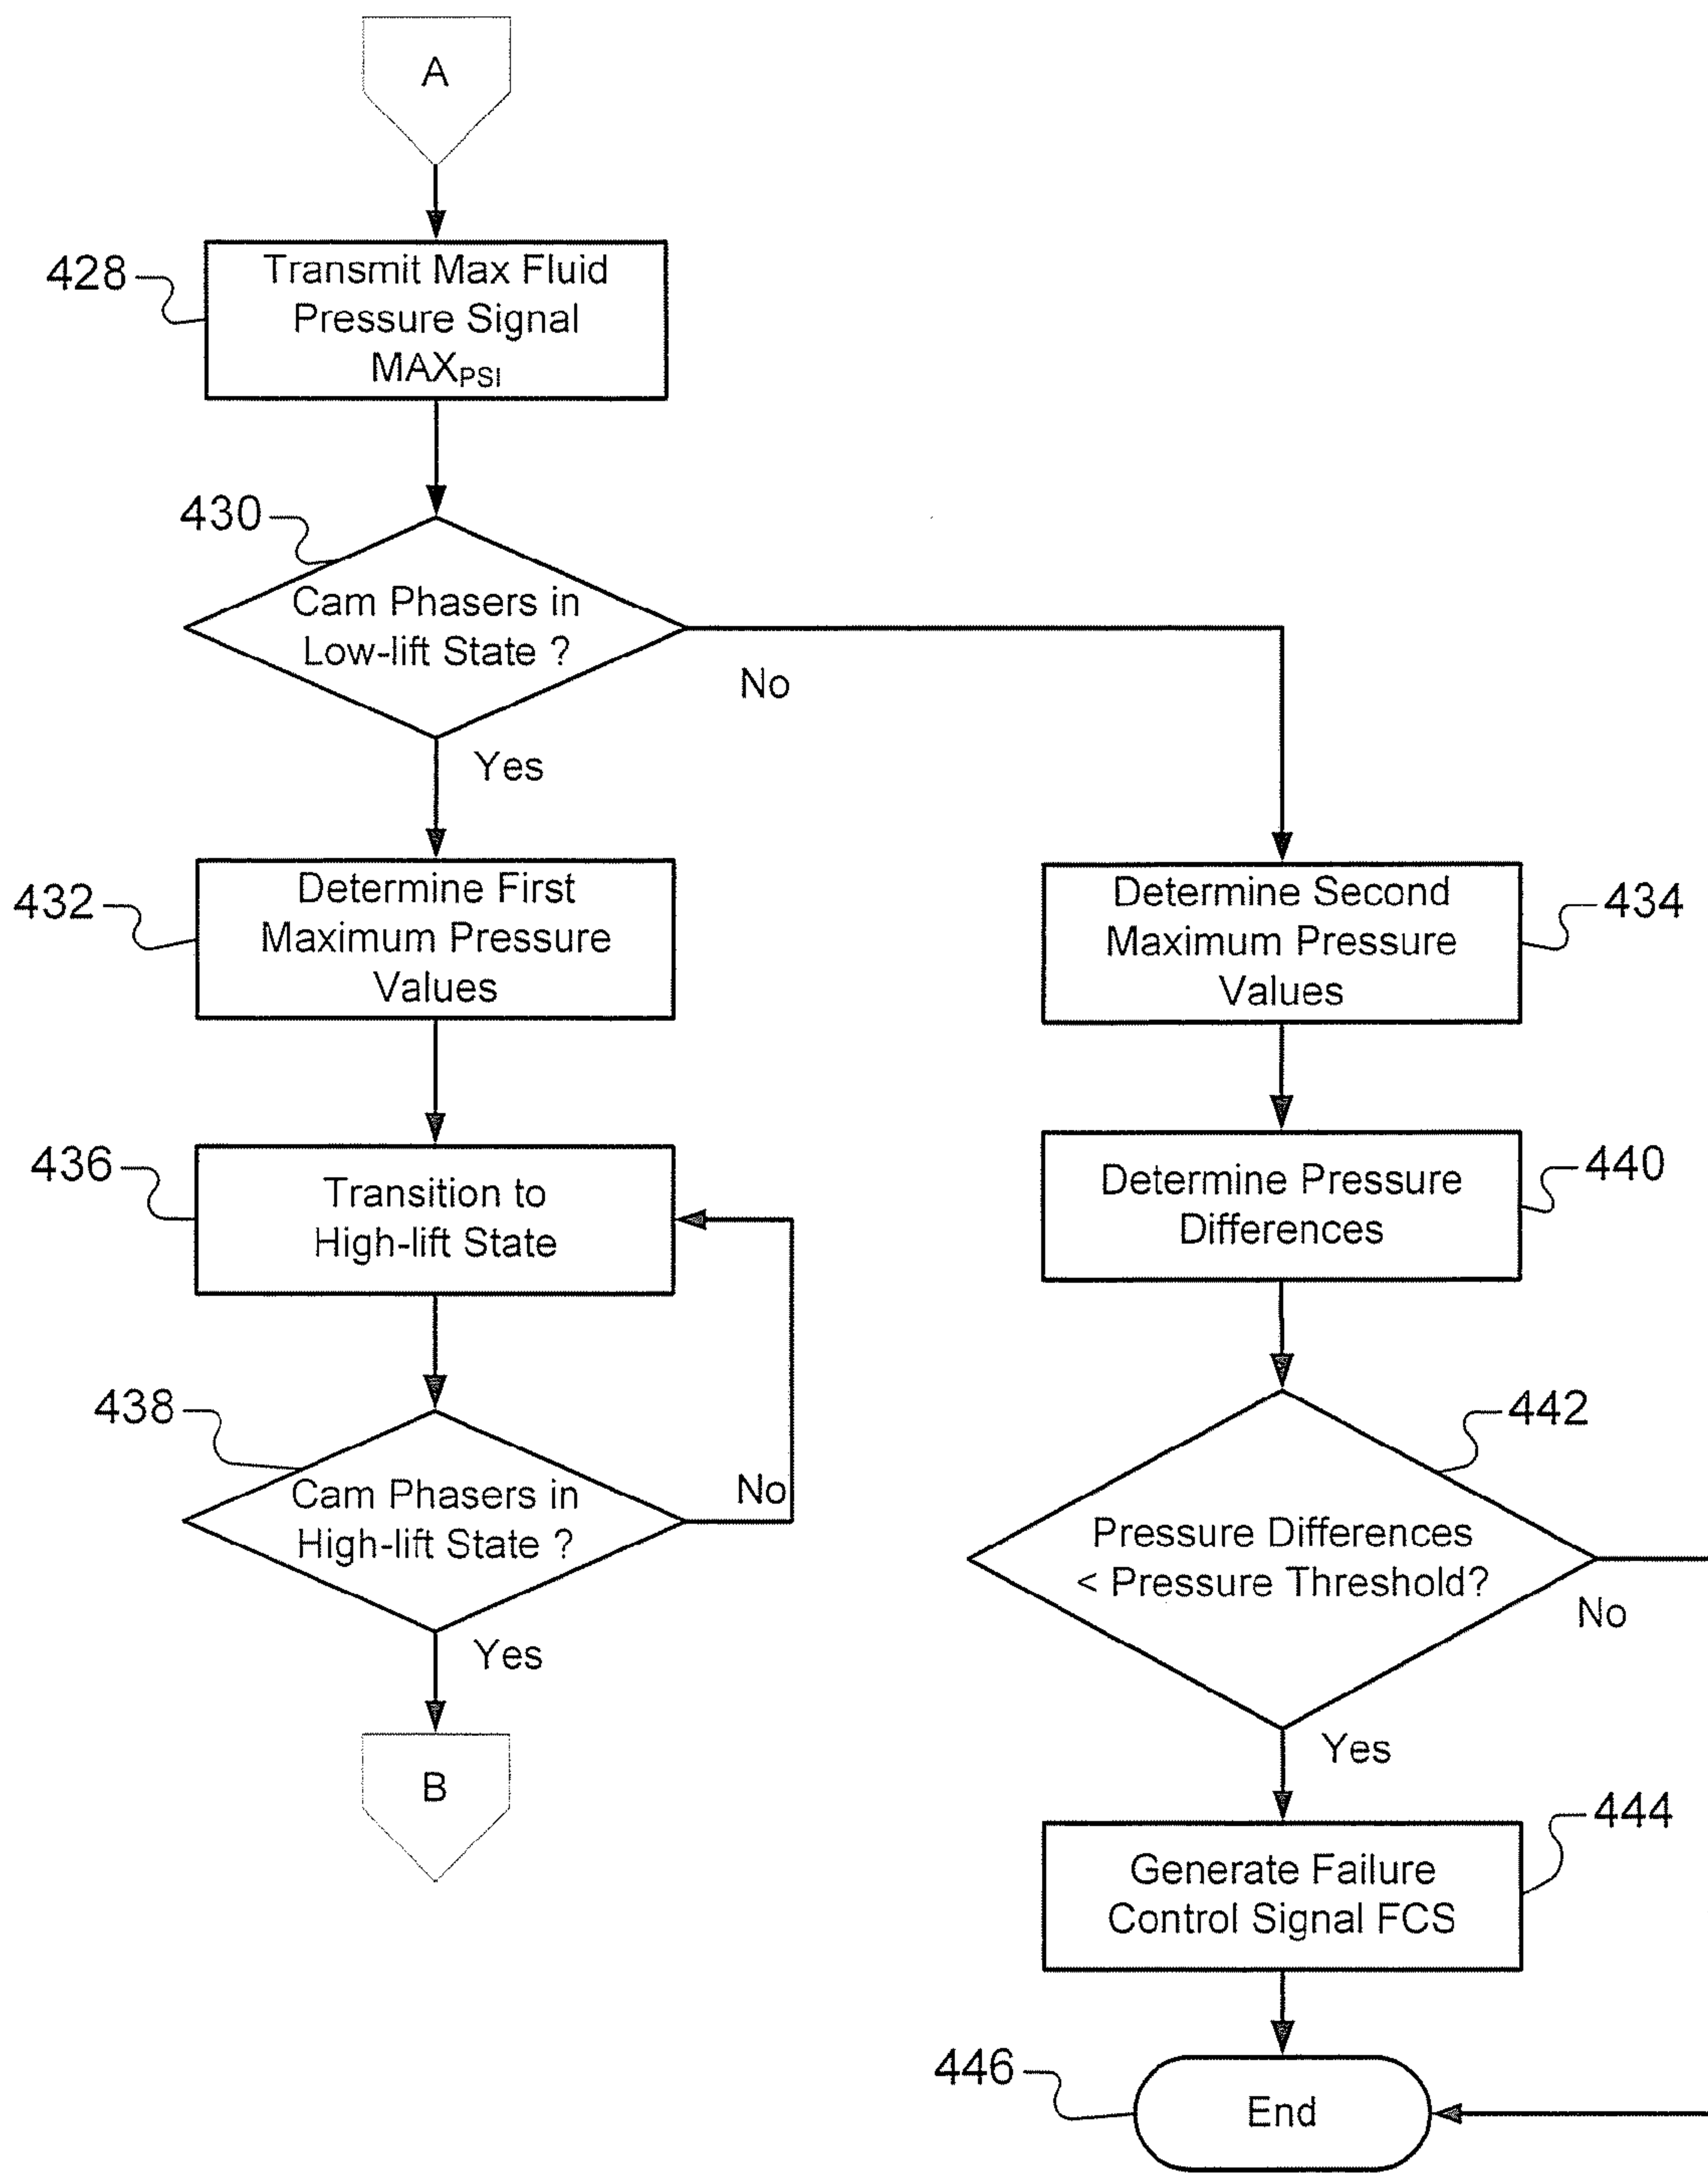 A
428
Transmit Max Fluid
Pressure Signal
MAXPSI
430
Cam Phasers in
Low-lift State ?
No
Yes
432
Determine First
Maximum Pressure
Values
Determine Second
Maximum Pressure
Values
434
436
Transition to
High-lift State
Determine Pressure
Differences
440
438
Cam Phasers in
High-lift State ?
No
Yes
B
442
Pressure Differences
< Pressure Threshold?
No
Yes
444
Generate Failure
Control Signal FCS
446
End